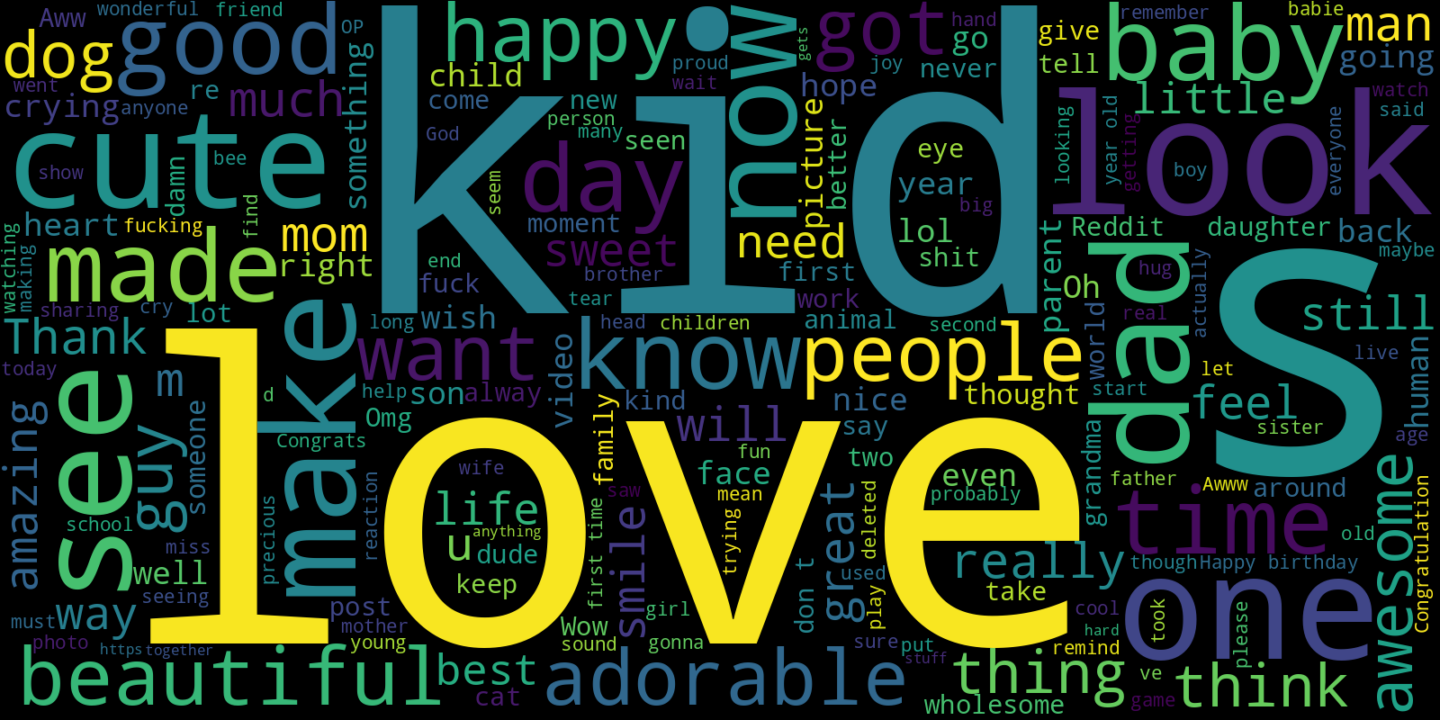 Aww
wonderful
friend
OP
happy
now
gets
got
hand
go
give
remember
babie
man
dog
good
something
child
proud
wait
joy
never
tell
baby
going
went
crying
anyone
re
much
come
God
kid
new
person
many
seen
hope
picture
better
little
watch
said
cute
show
bee
damn
find
seem
day
eye
year
big
looking
year old
getting
look
boy
everyone
heart
fucking
mom
right
moment
sweet
brother
need
first
lol
shit
Reddit
daughter
back
maybe
watching
making
made
end
fuck
tear
work
parent
Oh
hug
real
actually
S
still
sharing
cry
lot
make
long
wish
head
children
animal
second
world
dad
Thank
today
m
want
video
know
people
start
let
live
human
see
guy
someone
d
help
son
alway
Omg
Congrats
kind
family
will
nice
say
thought
feel
sister
age
amazing
school
precious
reaction
love
wife
life
anything
u
dude
keep
first time
saw
smile
face
fun
mean
trying
two
great
deleted
even
probably
grandma
father
Awww
around
time
old
awesome
Congratulation
miss
well
seeing
don t
used
play
really
take
though
Happy birthday
must
way
post
mother
young
Wow
sound
girl
gonna
sure
put
stuff
cool
hard
remind
one
took
please
photo
https
together
beautiful
best
cat
adorable
thing
wholesome
ve
game
think